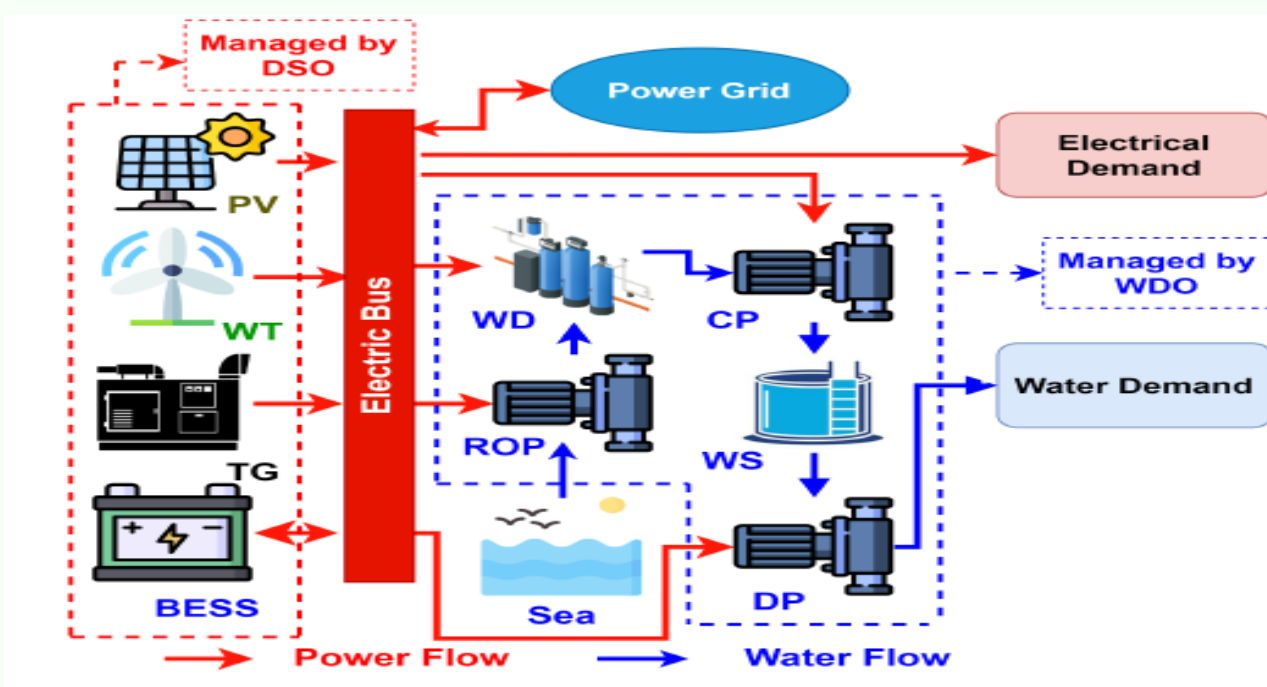 Managed by
DSO
Power Grid
Electrical
Demand
PV
WT
Electric Bus
WD
CP
Managed by
WDO
Water Demand
ROP
WS
TG
BESS
Sea
DP
Power Flow
Water Flow